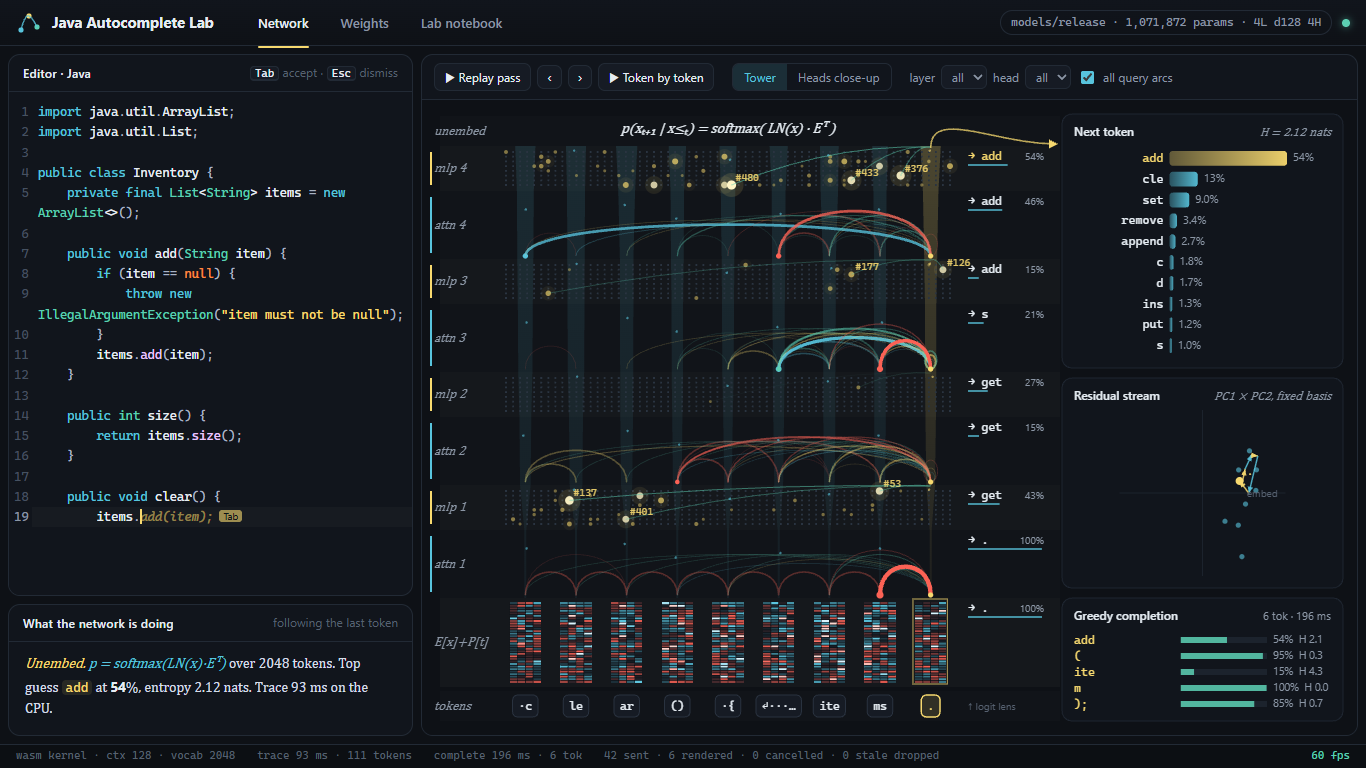 Java Autocomplete Lab
Network
Weights
Lab notebook
models/release · 1,071,872 params · 4L d128 4H
Editor · Java
Tab accept · Esc dismiss
1 import java.util.ArrayList;
2 import java.util.List;
3
4 public class Inventory {
5 private final List<String> items = new
ArrayList<>();
6
7 public void add(String item) {
8 if (item == null) {
9 throw new
IllegalArgumentException("item must not be null");
10 }
11 items.add(item);
12 }
13
14 public int size() {
15 return items.size();
16 }
17
18 public void clear() {
19 items.add(item); Tab
What the network is doing
following the last token
Unembed. p = softmax(LN(x)·Eᵀ) over 2048 tokens. Top
guess add at 54%, entropy 2.12 nats. Trace 93 ms on the
CPU.
▶ Replay pass
‹
›
▶ Token by token
Tower
Heads close-up
layer all
head all
all query arcs
unembed
p(xₜ₊₁ | x≤ₜ) = softmax( LN(x) · Eᵀ )
mlp 4
#480
#433
#376
→ add 54%
attn 4
→ add 46%
mlp 3
#177
#126
→ add 15%
attn 3
→ s 21%
mlp 2
→ get 27%
attn 2
→ get 15%
mlp 1
#137
#401
#53
→ get 43%
attn 1
→ . 100%
E[x]+P[t]
→ . 100%
tokens
·c
le
ar
()
·{
↵···…
ite
ms
.
↑ logit lens
Next token
H = 2.12 nats
add 54%
cle 13%
set 9.0%
remove 3.4%
append 2.7%
c 1.8%
d 1.7%
ins 1.3%
put 1.2%
s 1.0%
Residual stream
PC1 × PC2, fixed basis
embed
Greedy completion
6 tok · 196 ms
add 54% H 2.1
( 95% H 0.3
ite 15% H 4.3
m 100% H 0.0
); 85% H 0.7
wasm kernel · ctx 128 · vocab 2048
trace 93 ms · 111 tokens
complete 196 ms · 6 tok
42 sent · 6 rendered · 0 cancelled · 0 stale dropped
60 fps